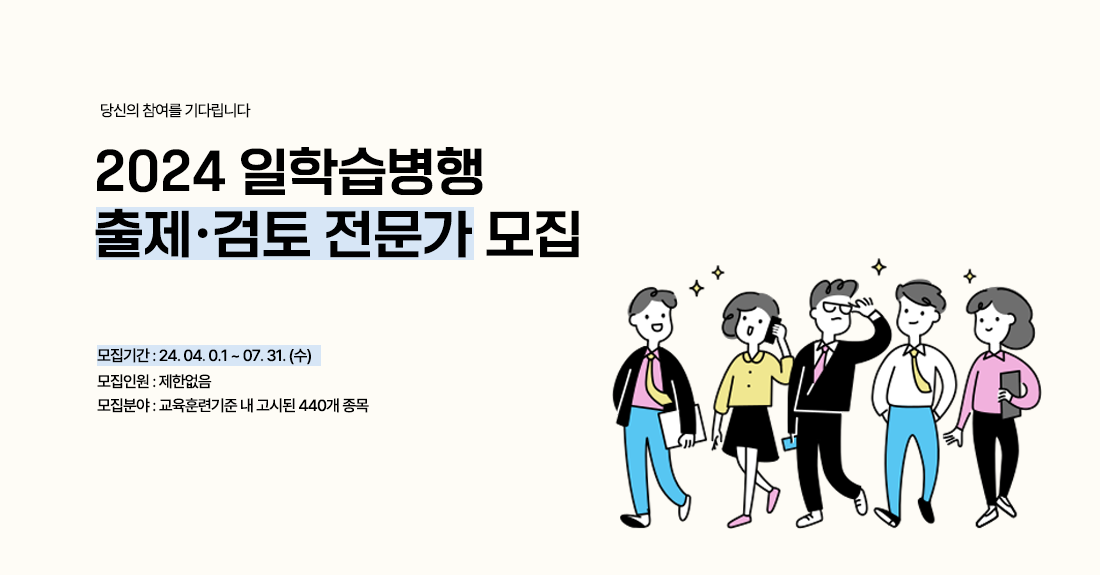 당신의 참여를 기다립니다
2024 일학습병행
출제·검토 전문가 모집
모집기간 : 24. 04. 0.1 ~ 07. 31. (수)
모집인원 : 제한없음
모집분야 : 교육훈련기준 내 고시된 440개 종목